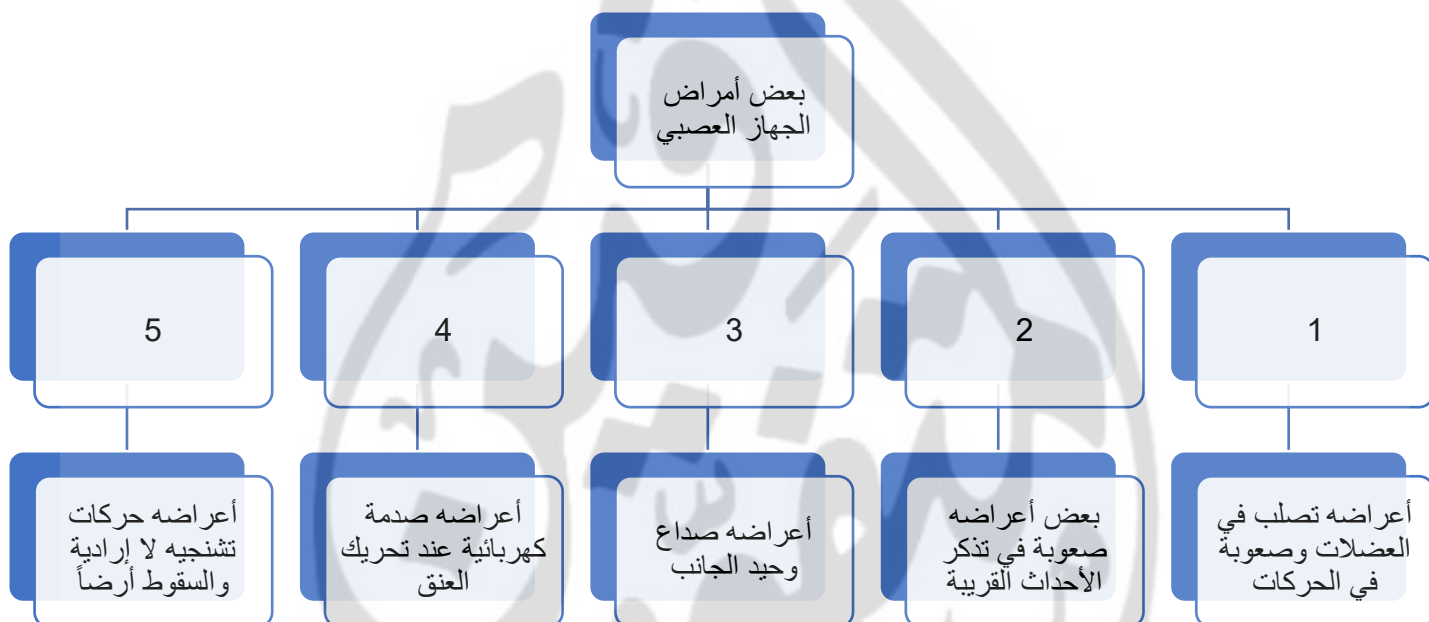 بعض أمراض
الجهاز العصبي
1
2
3
4
5
أعراضه تصلب في
العضلات وصعوبة
في الحركات
بعض أعراضه
صعوبة في تذكر
الأحداث القريبة
أعراضه صداع
وحيد الجانب
أعراضه صدمة
كهربائية عند تحريك
العنق
أعراضه حركات
تشنجيه لا إرادية
والسقوط أرضاً